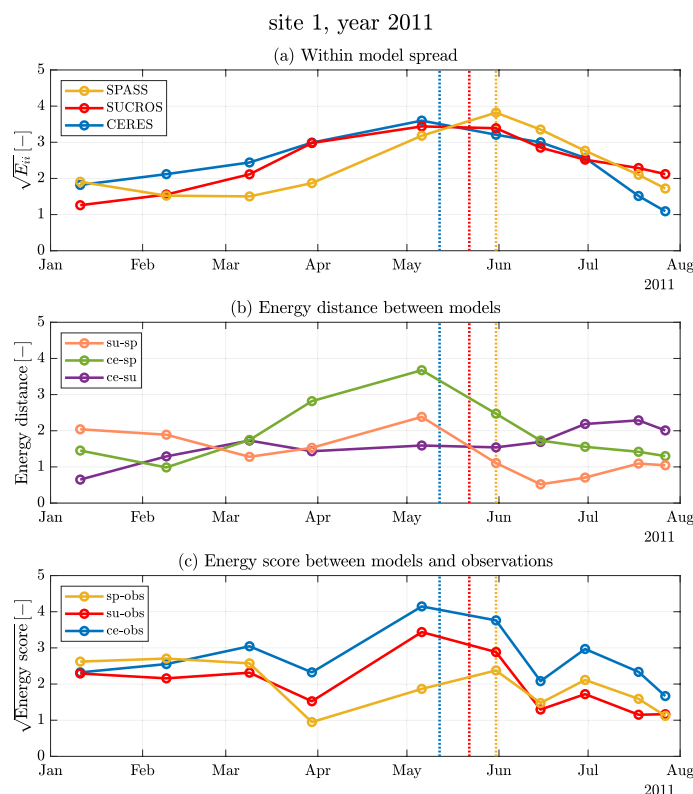 site 1, year 2011
(a) Within model spread
5
4
3
2
1
0
√E_ii [−]
SPASS
SUCROS
CERES
Jan Feb Mar Apr May Jun Jul Aug
2011
(b) Energy distance between models
5
4
3
2
1
0
Energy distance [−]
su-sp
ce-sp
ce-su
Jan Feb Mar Apr May Jun Jul Aug
2011
(c) Energy score between models and observations
5
4
3
2
1
0
√Energy score [−]
sp-obs
su-obs
ce-obs
Jan Feb Mar Apr May Jun Jul Aug
2011